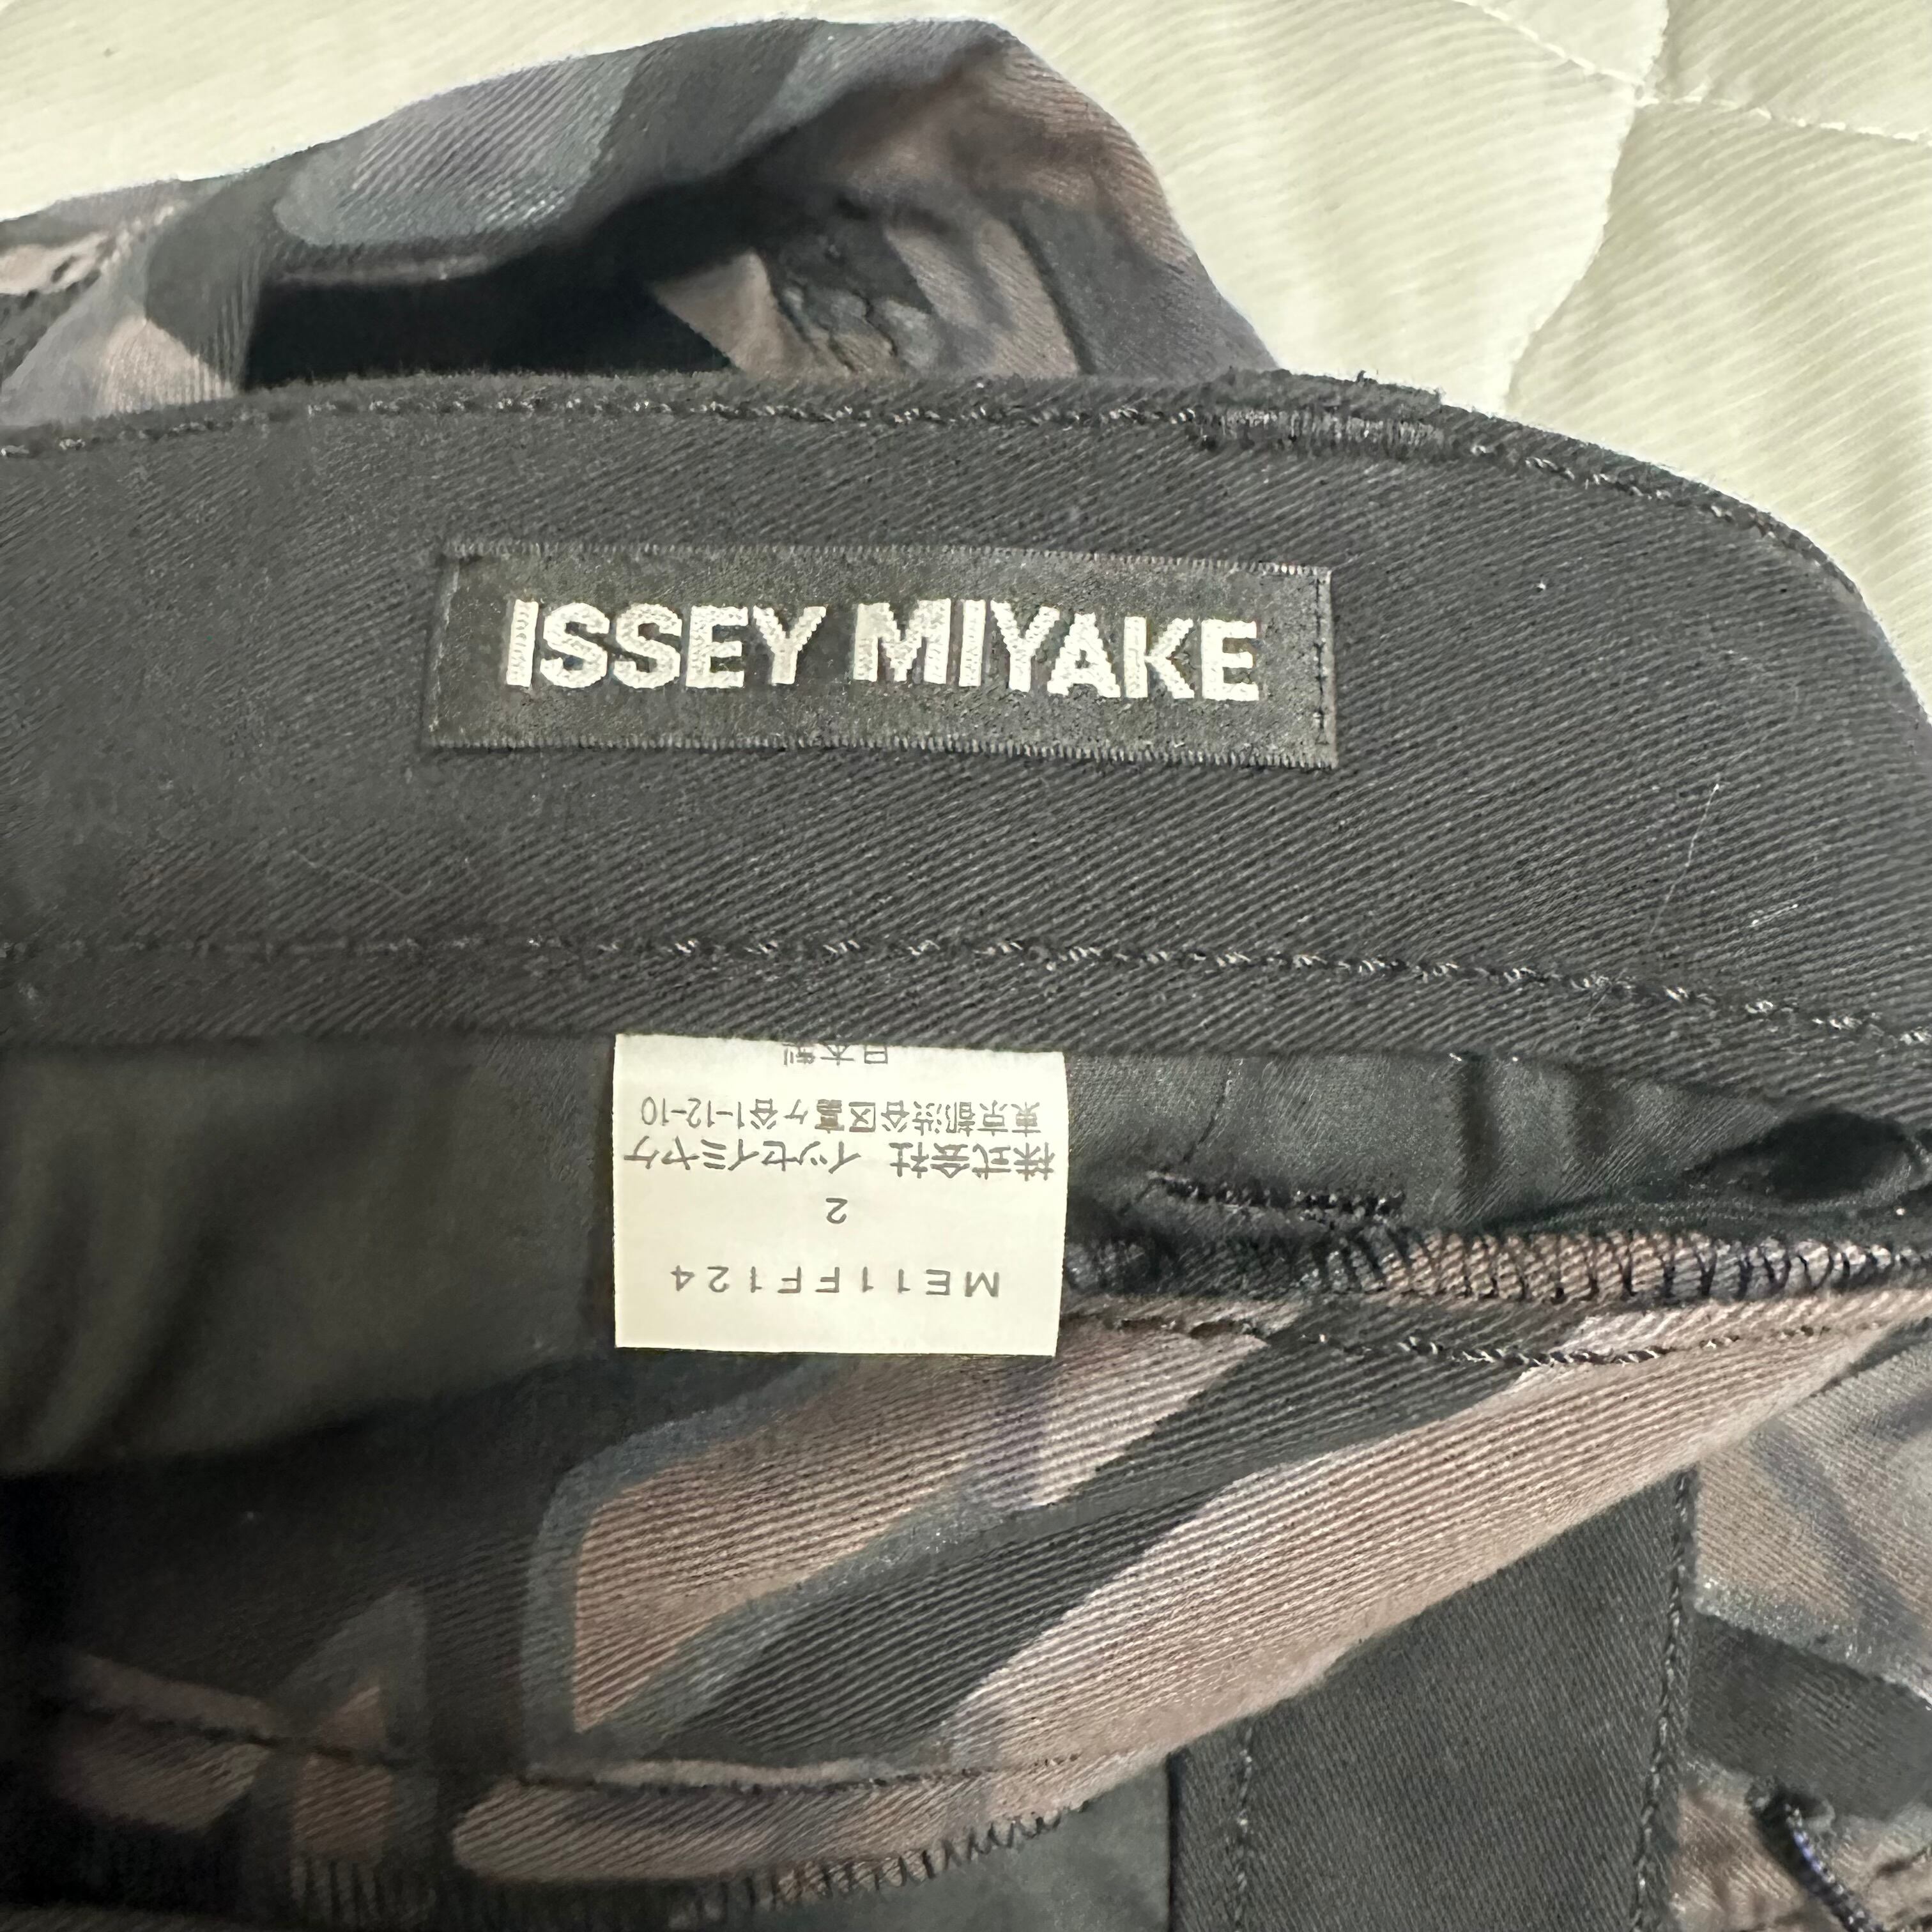 ISSEY MIYAKE
ME11FF124
2
株式会社 イッセイミヤケ
東京都渋谷区富ヶ谷1-12-10
日本製